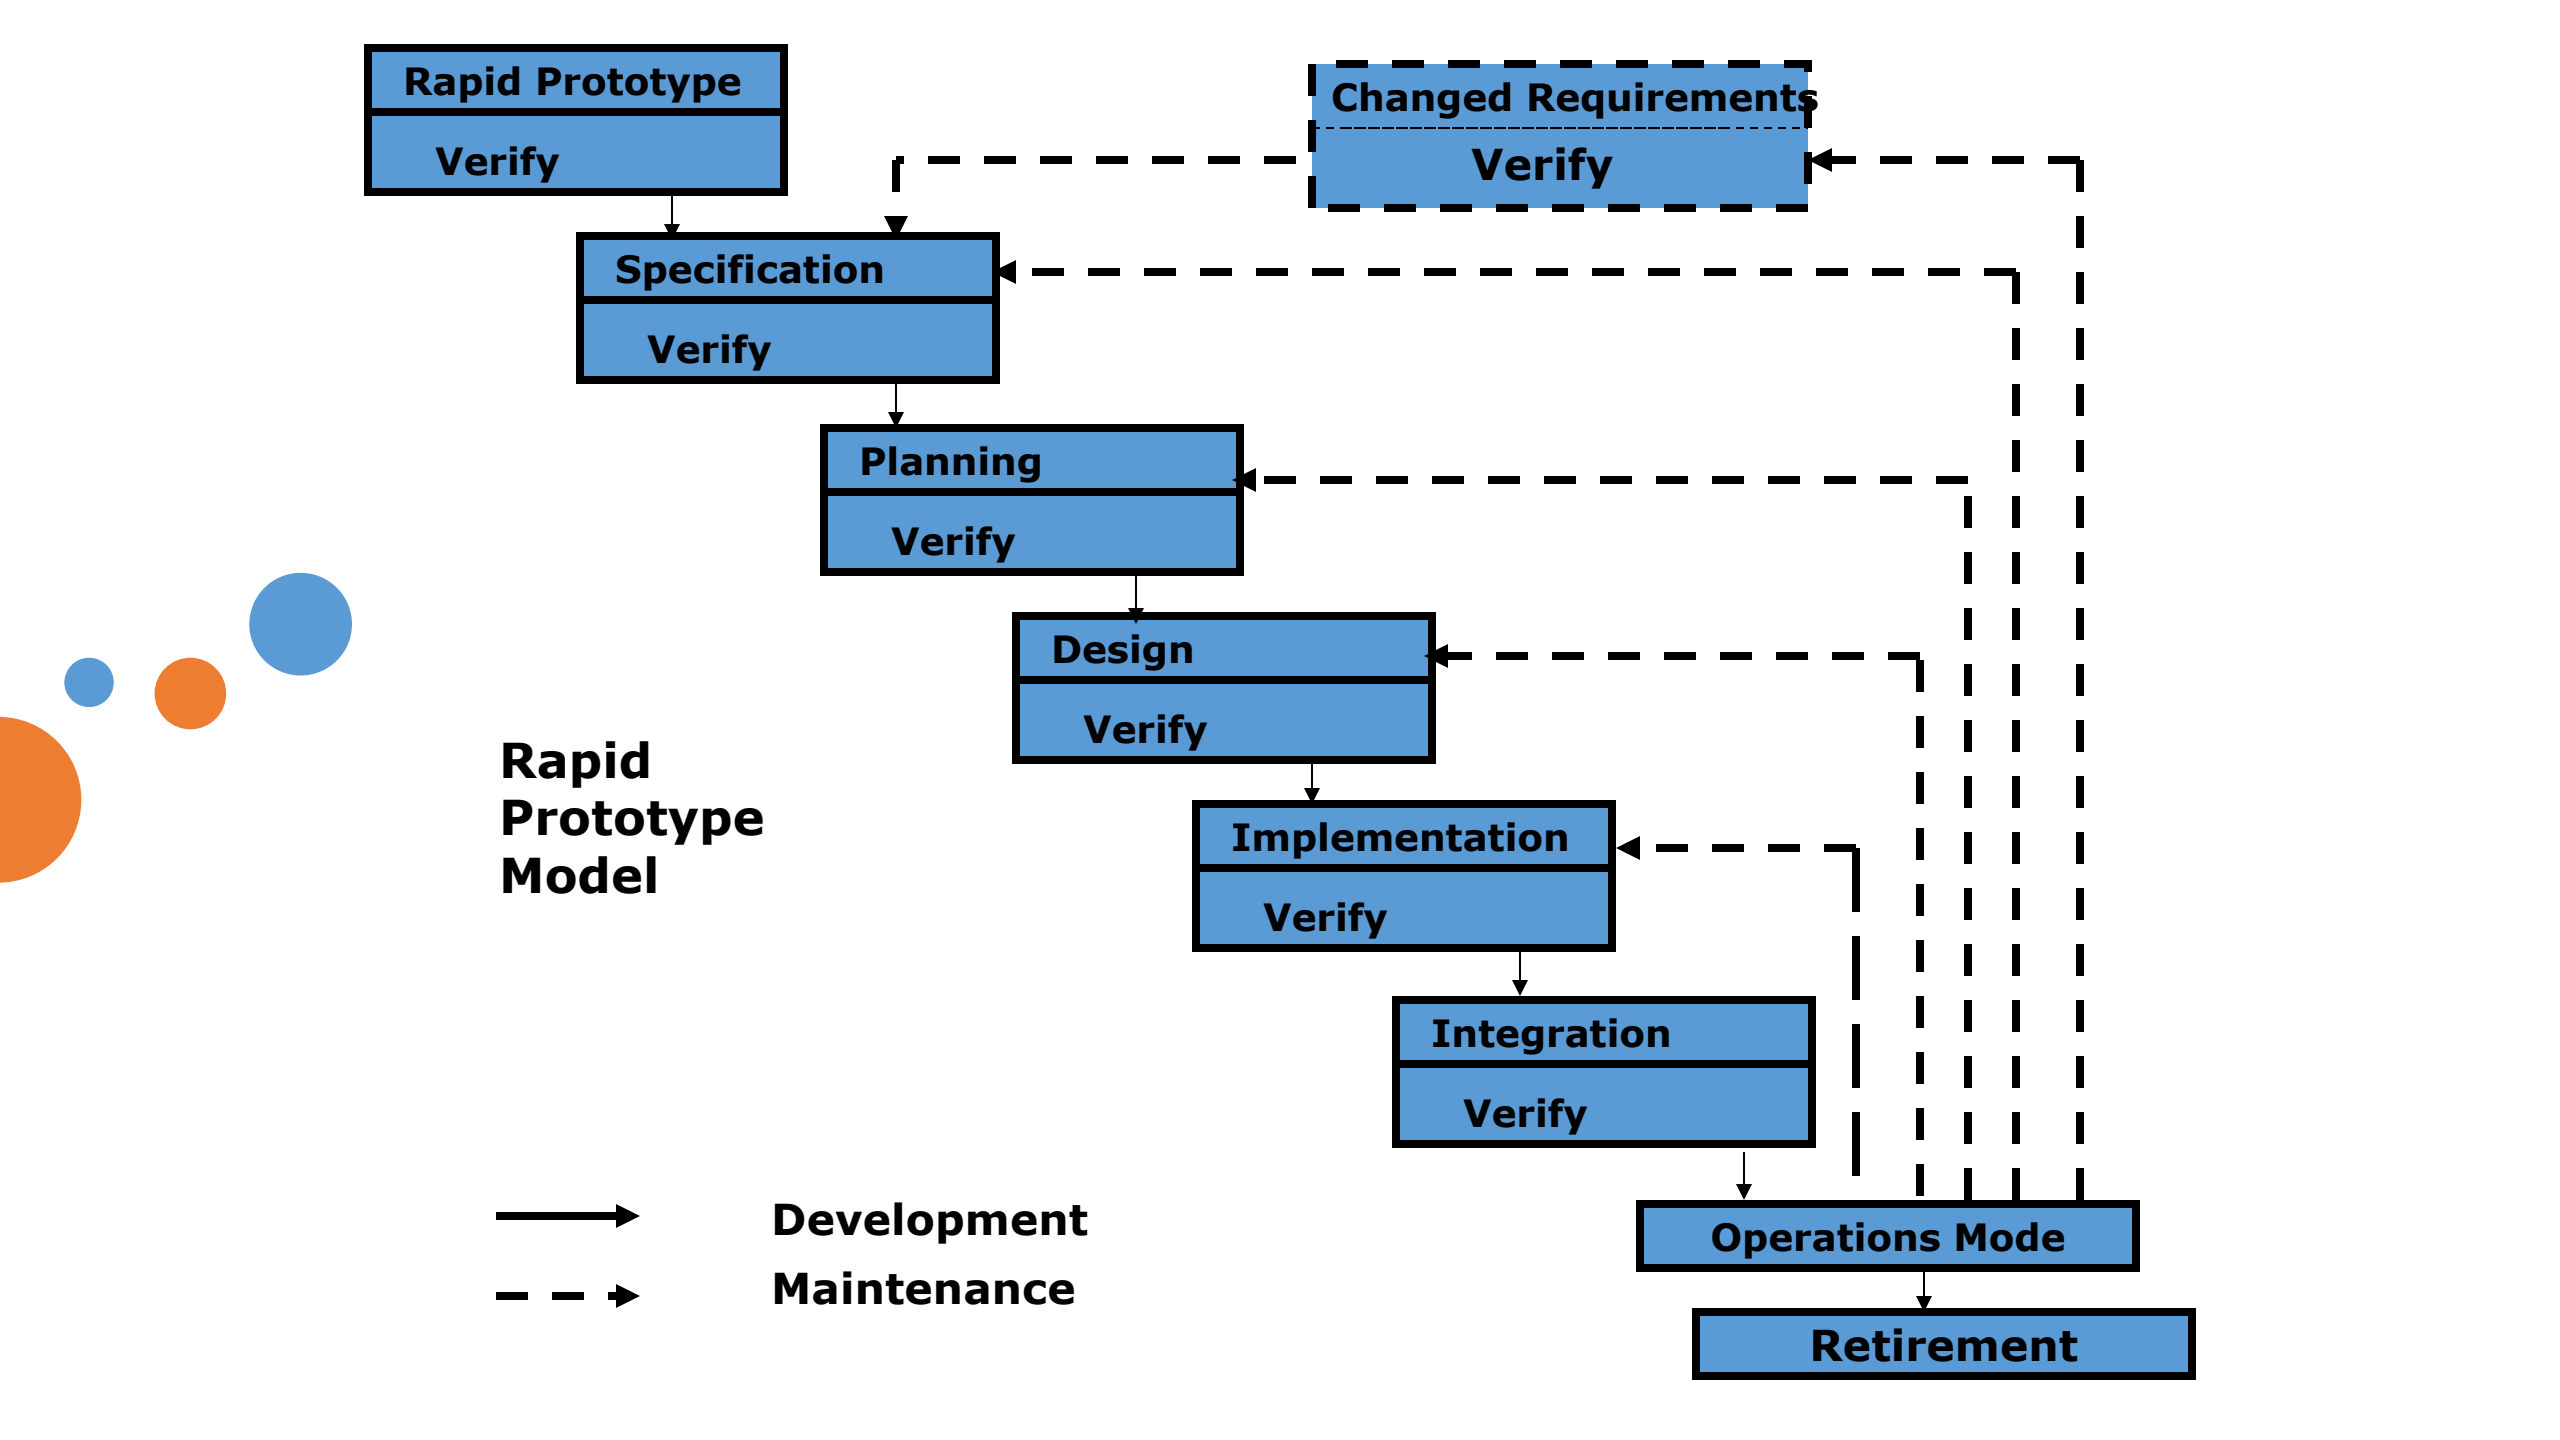 Rapid Prototype
Verify
Changed Requirements
Verify
Specification
Verify
Planning
Verify
Design
Verify
Rapid
Prototype
Model
Implementation
Verify
Integration
Verify
Development
Maintenance
Operations Mode
Retirement